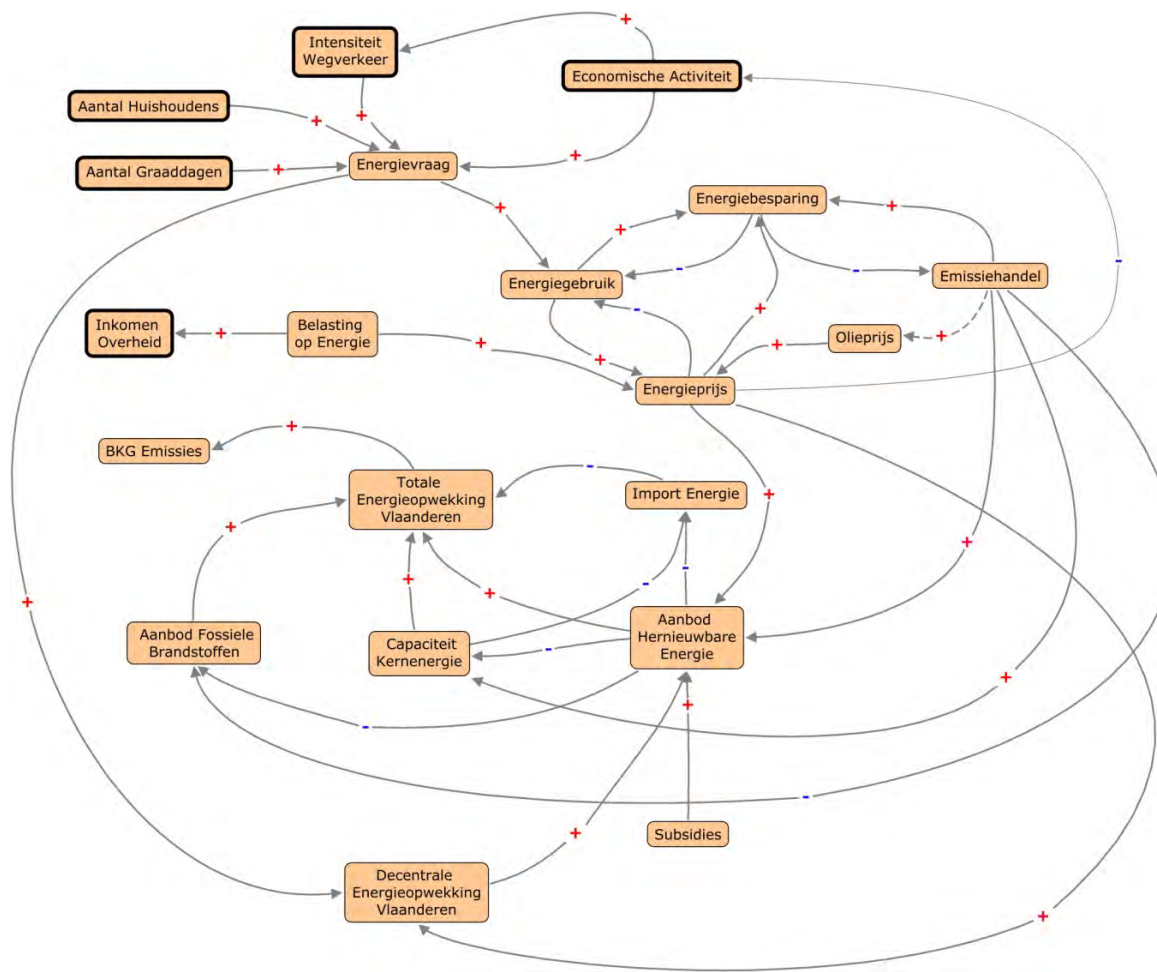 Intensiteit
Wegverkeer
+
Economische Activiteit
Aantal Huishoudens
+
+
Aantal Graaddagen
+
Energievraag
+
Energiebesparing
+
+
+
-
-
-
Energiegebruik
Emissiehandel
-
Inkomen
Overheid
+
Belasting
op Energie
+
+
+
+
Olieprijs
+
Energieprijs
BKG Emissies
+
Totale
Energieopwekking
Vlaanderen
-
Import Energie
+
+
+
-
-
+
+
+
Aanbod Fossiele
Brandstoffen
Capaciteit
Kernenergie
-
Aanbod
Hernieuwbare
Energie
+
-
+
-
Subsidies
+
Decentrale
Energieopwekking
Vlaanderen
+